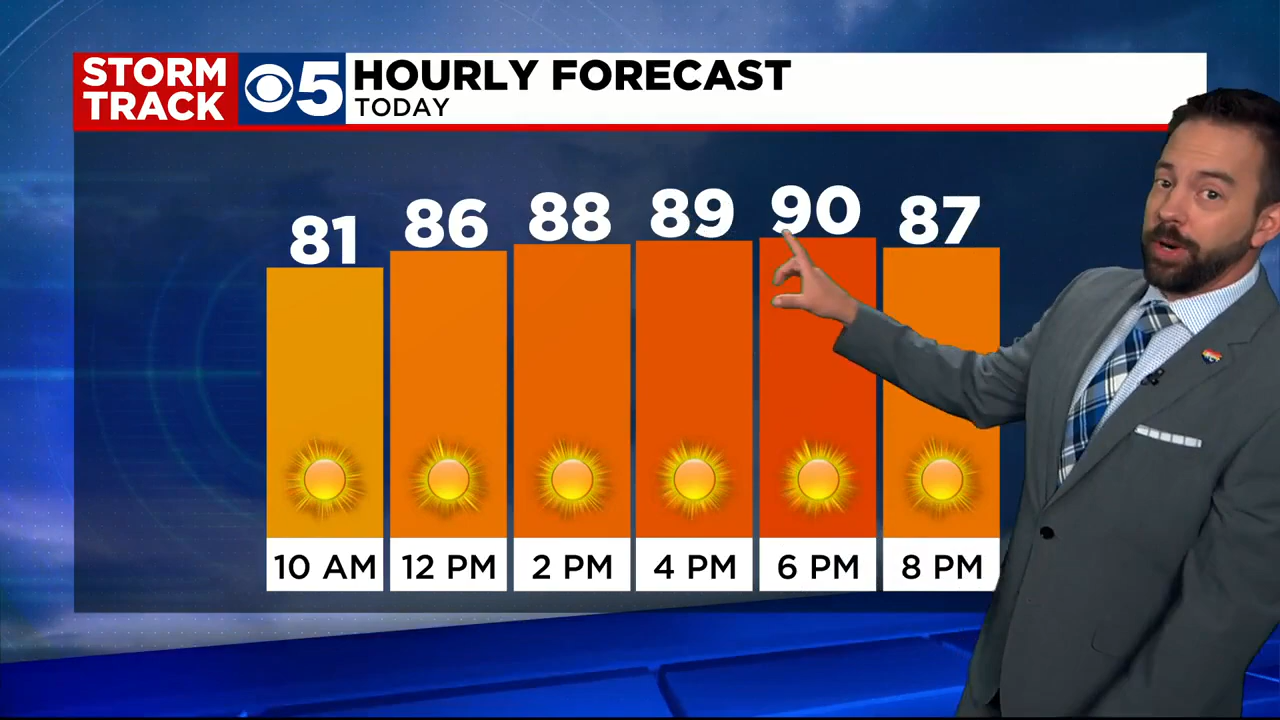 STORM
TRACK
5
HOURLY FORECAST
TODAY
81 86 88 89 90 87
10 AM 12 PM 2 PM 4 PM 6 PM 8 PM